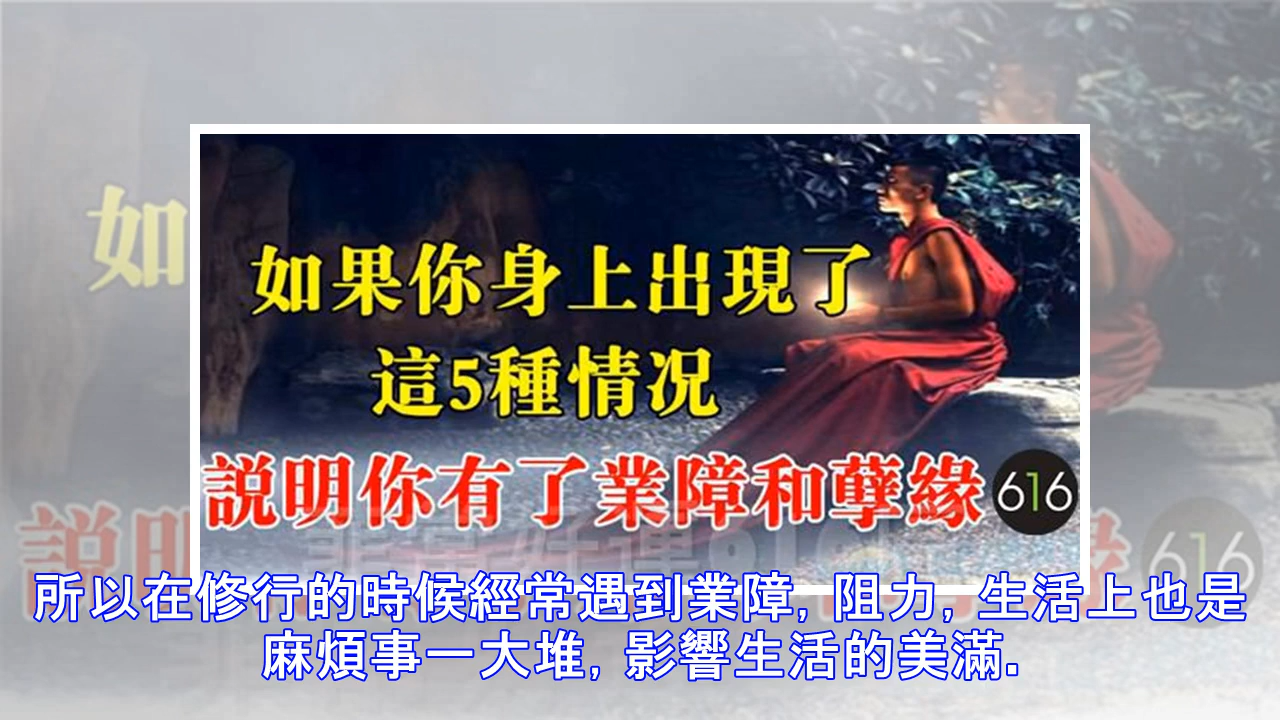 如果你身上出現了
這5種情况
説明你有了業障和孽緣
616
所以在修行的時候經常遇到業障, 阻力, 生活上也是
麻煩事一大堆, 影響生活的美滿.